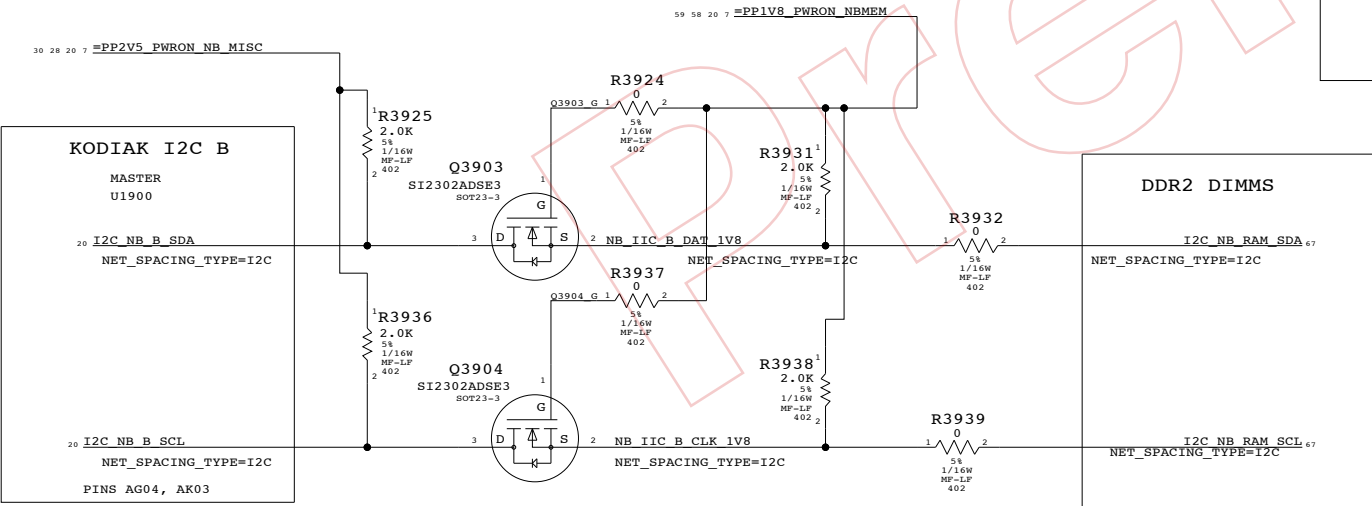 59 58 20 7 =PP1V8_PWRON_NBMEM
30 28 20 7 =PP2V5_PWRON_NB_MISC
KODIAK I2C B
MASTER
U1900
20 I2C_NB_B_SDA
NET_SPACING_TYPE=I2C
20 I2C_NB_B_SCL
NET_SPACING_TYPE=I2C
PINS AG04, AK03
1
R3925
2.0K
5%
1/16W
MF-LF
402
2
1
R3936
2.0K
5%
1/16W
MF-LF
402
2
Q3903
SI2302ADSE3
SOT23-3
1
G
3 D S 2
NB_IIC_B_DAT_1V8
NET_SPACING_TYPE=I2C
Q3904
SI2302ADSE3
SOT23-3
1
G
3 D S 2
NB_IIC_B_CLK_1V8
NET_SPACING_TYPE=I2C
R3924
0
Q3903_G 1 2
5%
1/16W
MF-LF
402
R3937
0
Q3904_G 1 2
5%
1/16W
MF-LF
402
R3931 1
2.0K
5%
1/16W
MF-LF
402
2
R3938 1
2.0K
5%
1/16W
MF-LF
402
2
R3932
0
1 2
5%
1/16W
MF-LF
402
R3939
0
1 2
5%
1/16W
MF-LF
402
DDR2 DIMMS
I2C_NB_RAM_SDA 67
NET_SPACING_TYPE=I2C
I2C_NB_RAM_SCL 67
NET_SPACING_TYPE=I2C
Pre